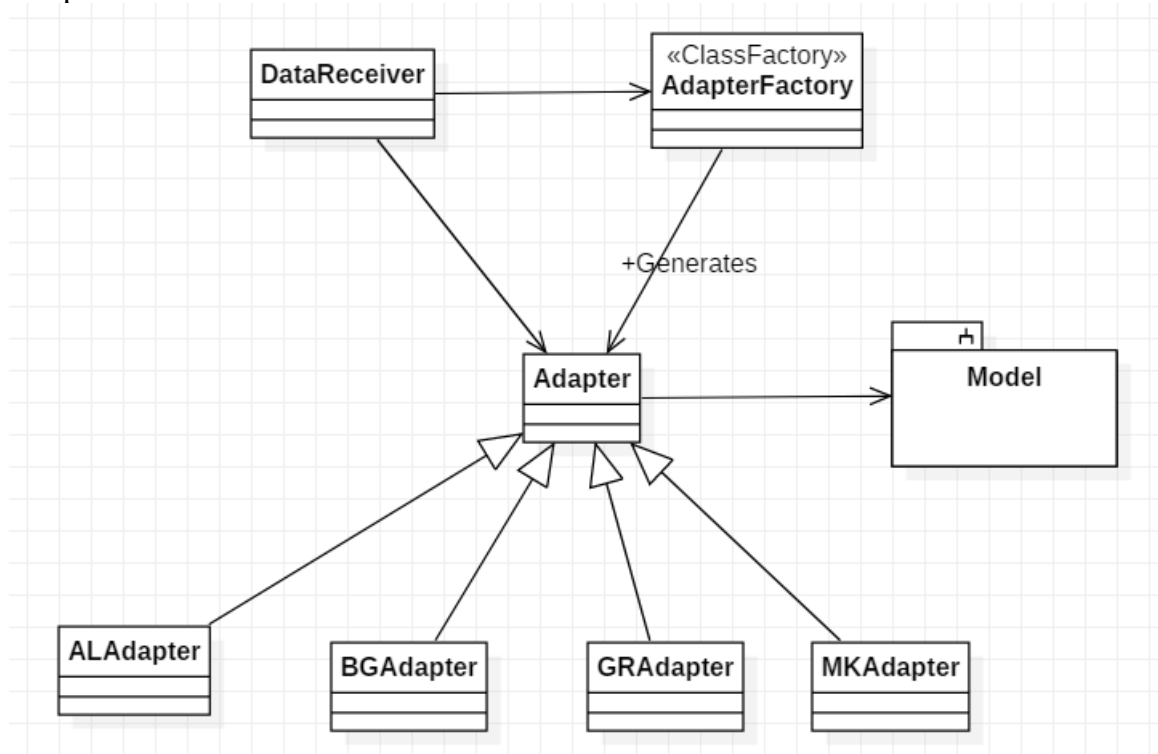 DataReceiver
«ClassFactory»
AdapterFactory
+Generates
Adapter
Model
ALAdapter
BGAdapter
GRAdapter
MKAdapter